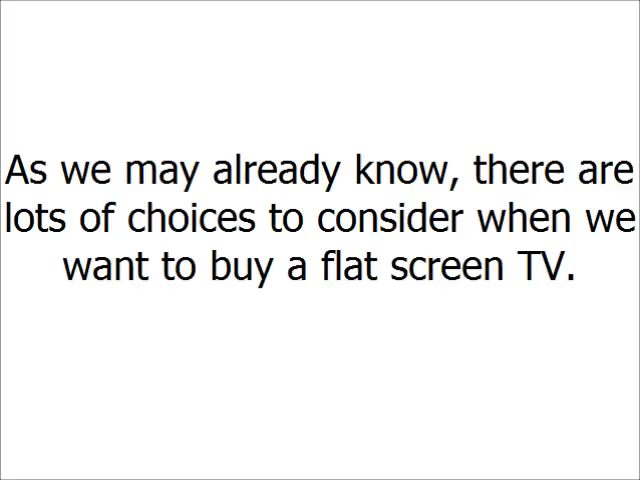 As we may already know, there are
lots of choices to consider when we
want to buy a flat screen TV.